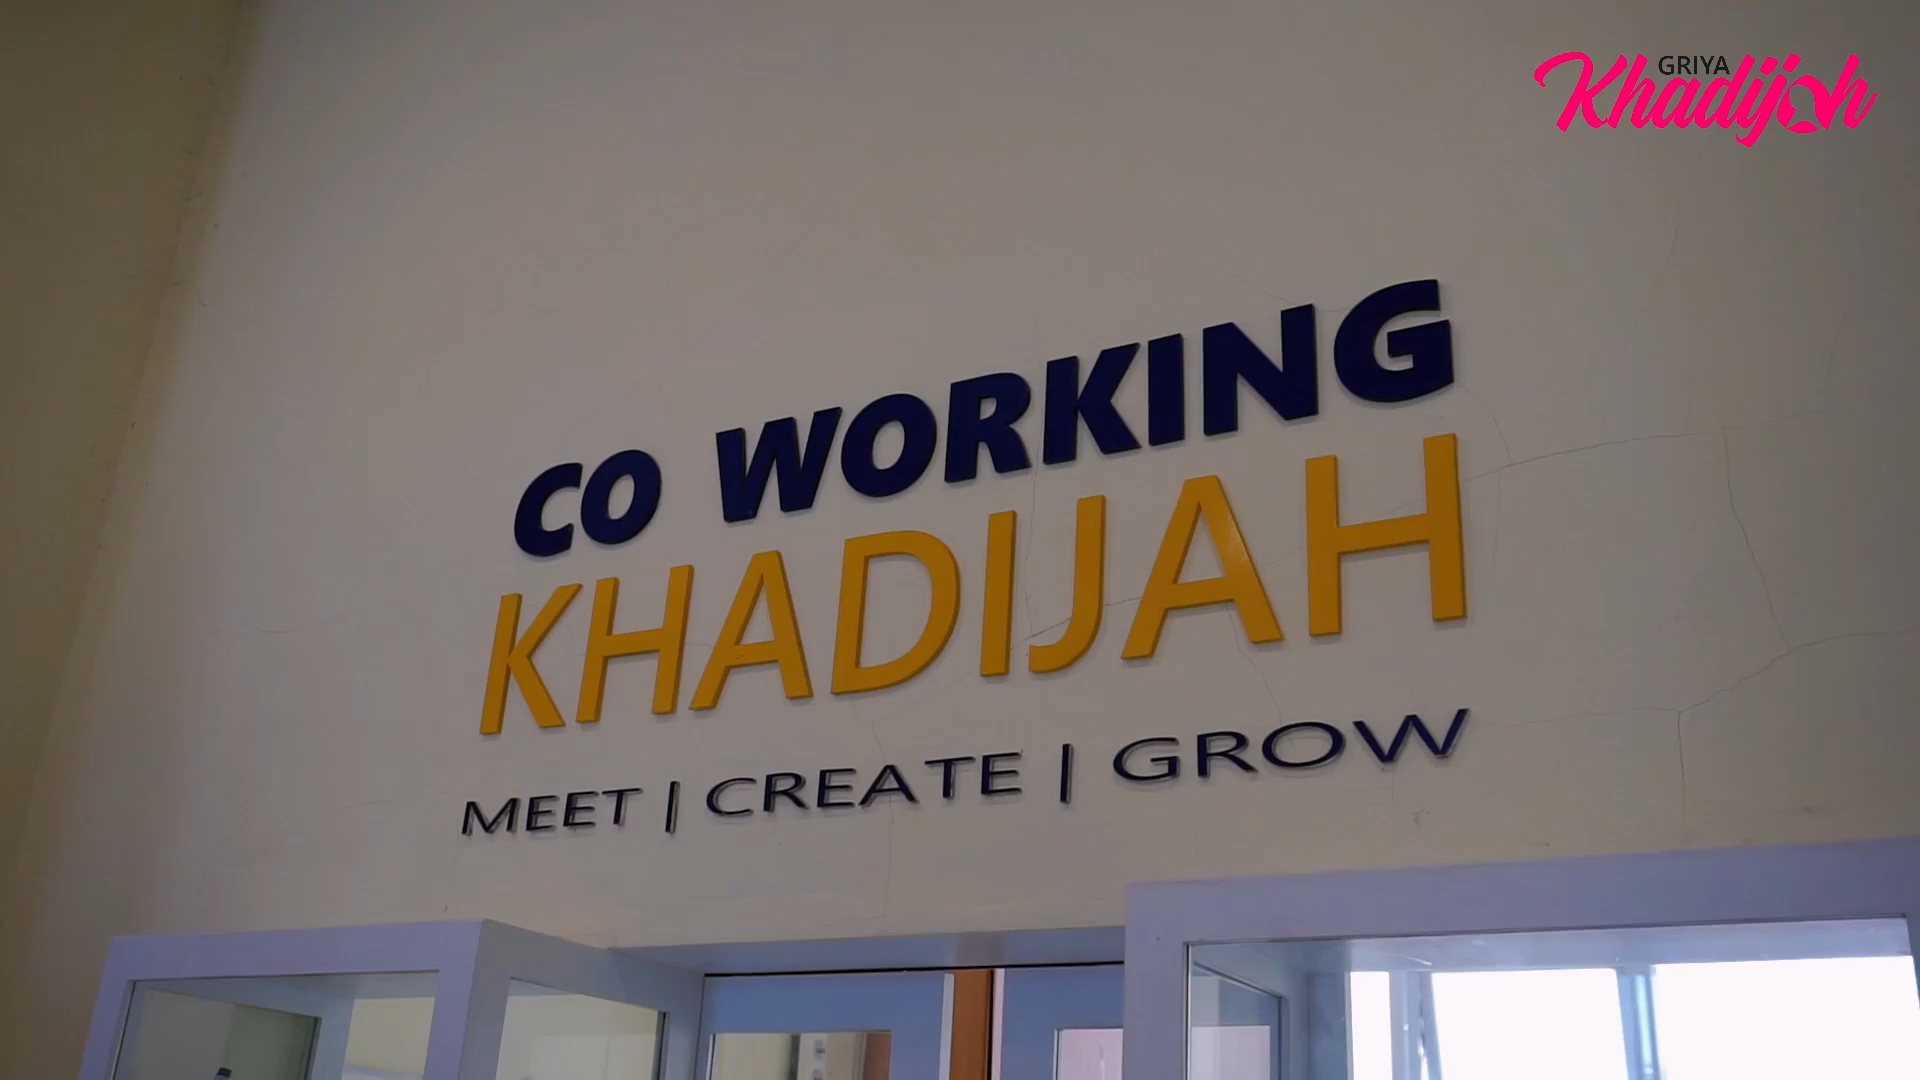 GRIYA
Khadijah
CO WORKING
KHADIJAH
MEET | CREATE | GROW